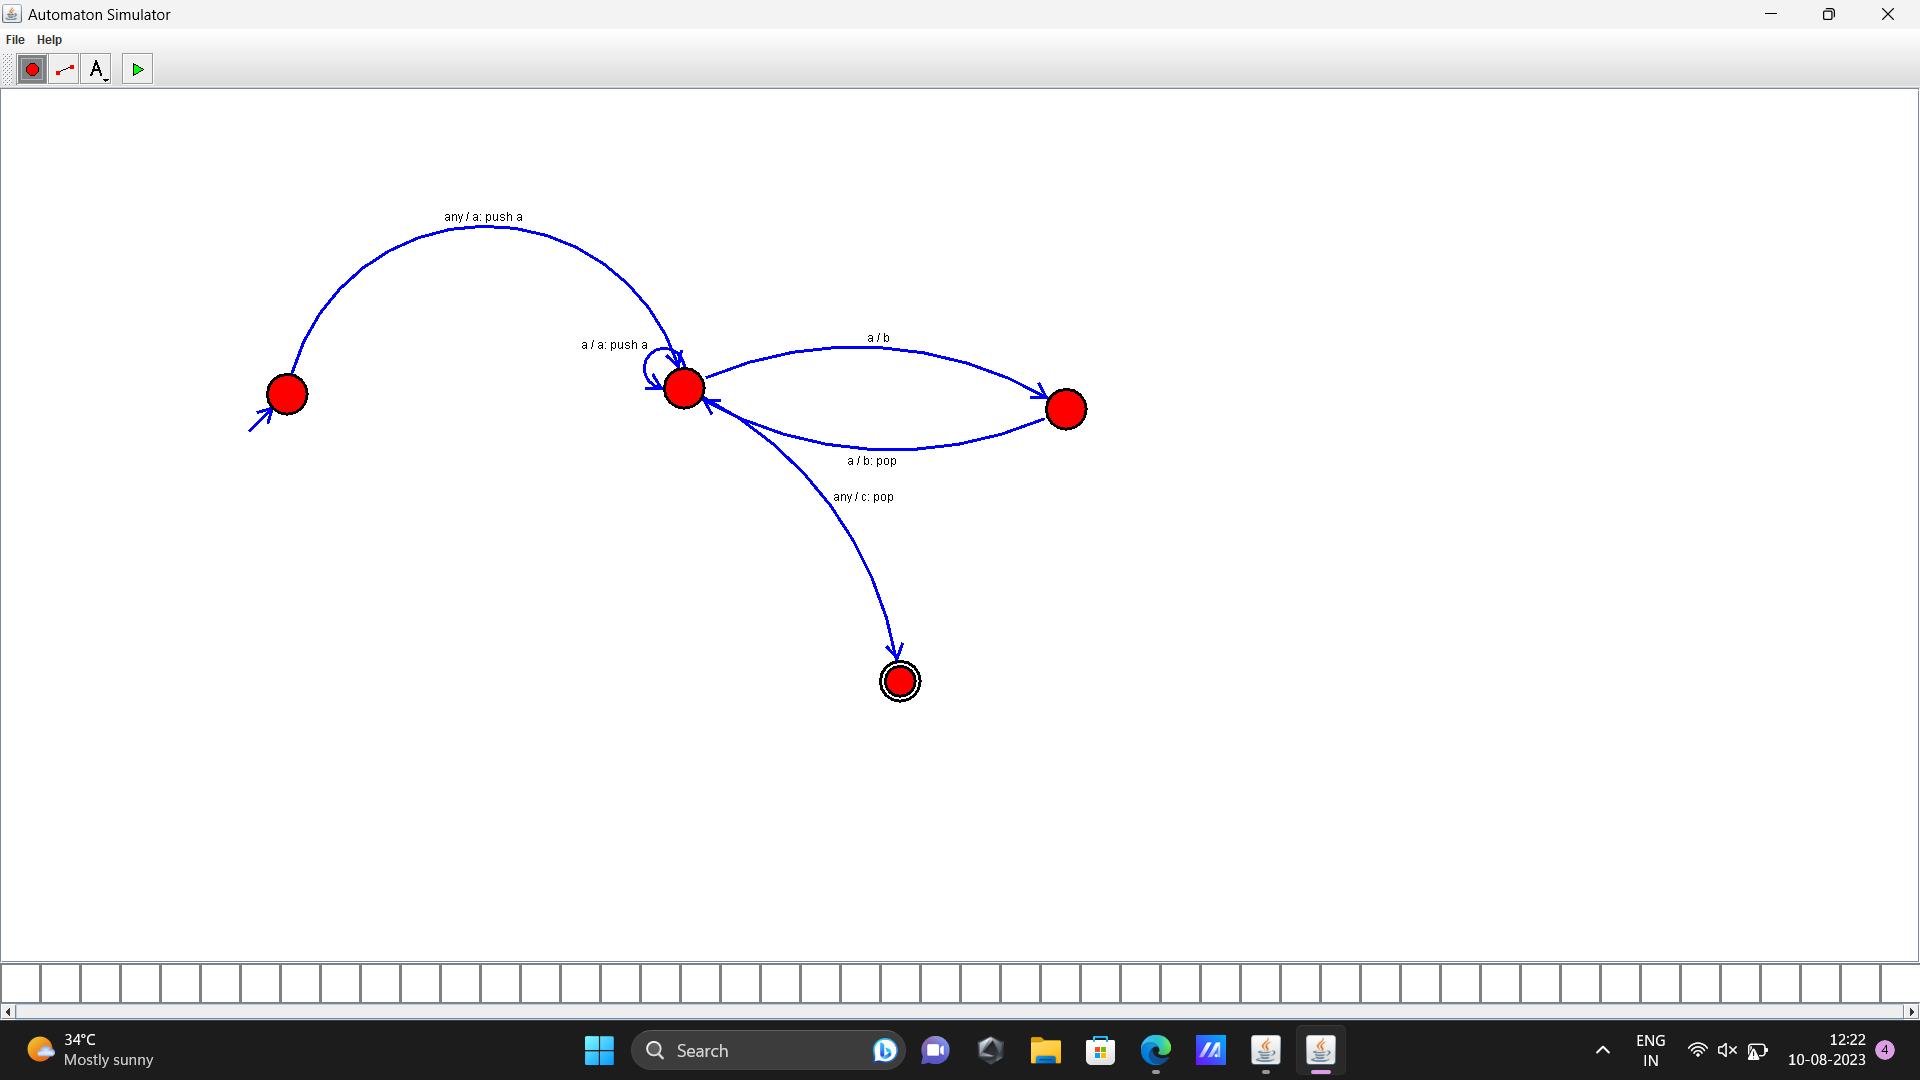 Automaton Simulator
File Help
A
any / a: push a
a / a: push a
a / b
a / b: pop
any / c: pop
34°C
Mostly sunny
Search
ENG
IN
12:22
10-08-2023
4